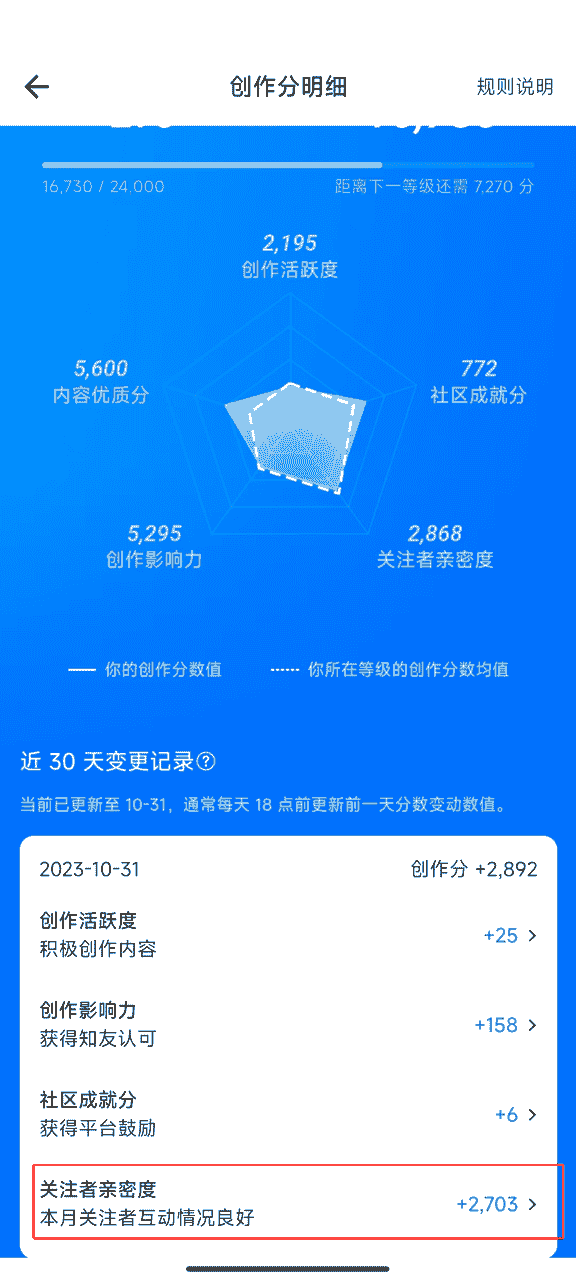 创作分明细
规则说明
16,730 / 24,000
距离下一等级还需 7,270 分
2,195
创作活跃度
5,600
内容优质分
772
社区成就分
5,295
创作影响力
2,868
关注者亲密度
你的创作分数值
你所在等级的创作分数均值
近 30 天变更记录?
当前已更新至 10-31，通常每天 18 点前更新前一天分数变动数值。
2023-10-31
创作分 +2,892
创作活跃度
积极创作内容
+25
创作影响力
获得知友认可
+158
社区成就分
获得平台鼓励
+6
关注者亲密度
本月关注者互动情况良好
+2,703